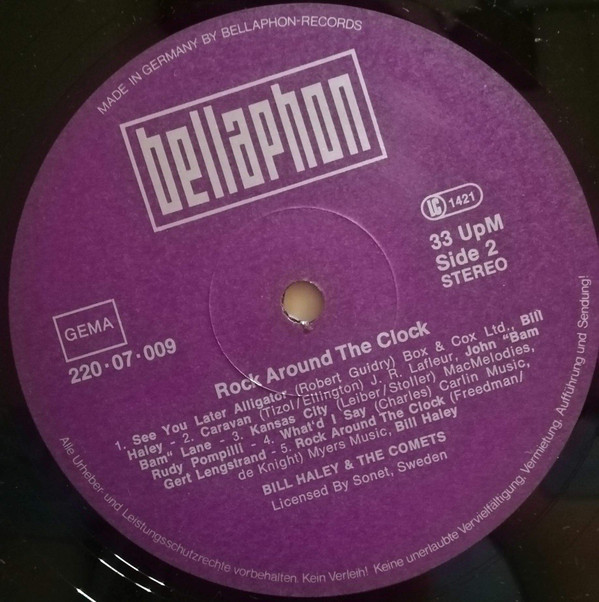 MADE IN GERMANY BY BELLAPHON-RECORDS
bellaphon
LC 1421
33 UpM
Side 2
STEREO
GEMA
220·07·009
Rock Around The Clock
1. See You Later Alligator (Robert Guidry) Box & Cox Ltd., Bill
Haley - 2. Caravan (Tizol/Ellington) J. R. Lafleur, John "Bam
Bam" Lane - 3. Kansas City (Leiber/Stoller) MacMelodies,
Rudy Pompilli - 4. What'd I Say (Charles) Carlin Music,
Gert Lengstrand - 5. Rock Around The Clock (Freedman/
de Knight) Myers Music, Bill Haley
BILL HALEY & THE COMETS
Licensed By Sonet, Sweden
Alle Urheber- und Leistungsschutzrechte vorbehalten. Kein Verleih! Keine unerlaubte Vervielfältigung, Vermietung, Aufführung und Sendung!